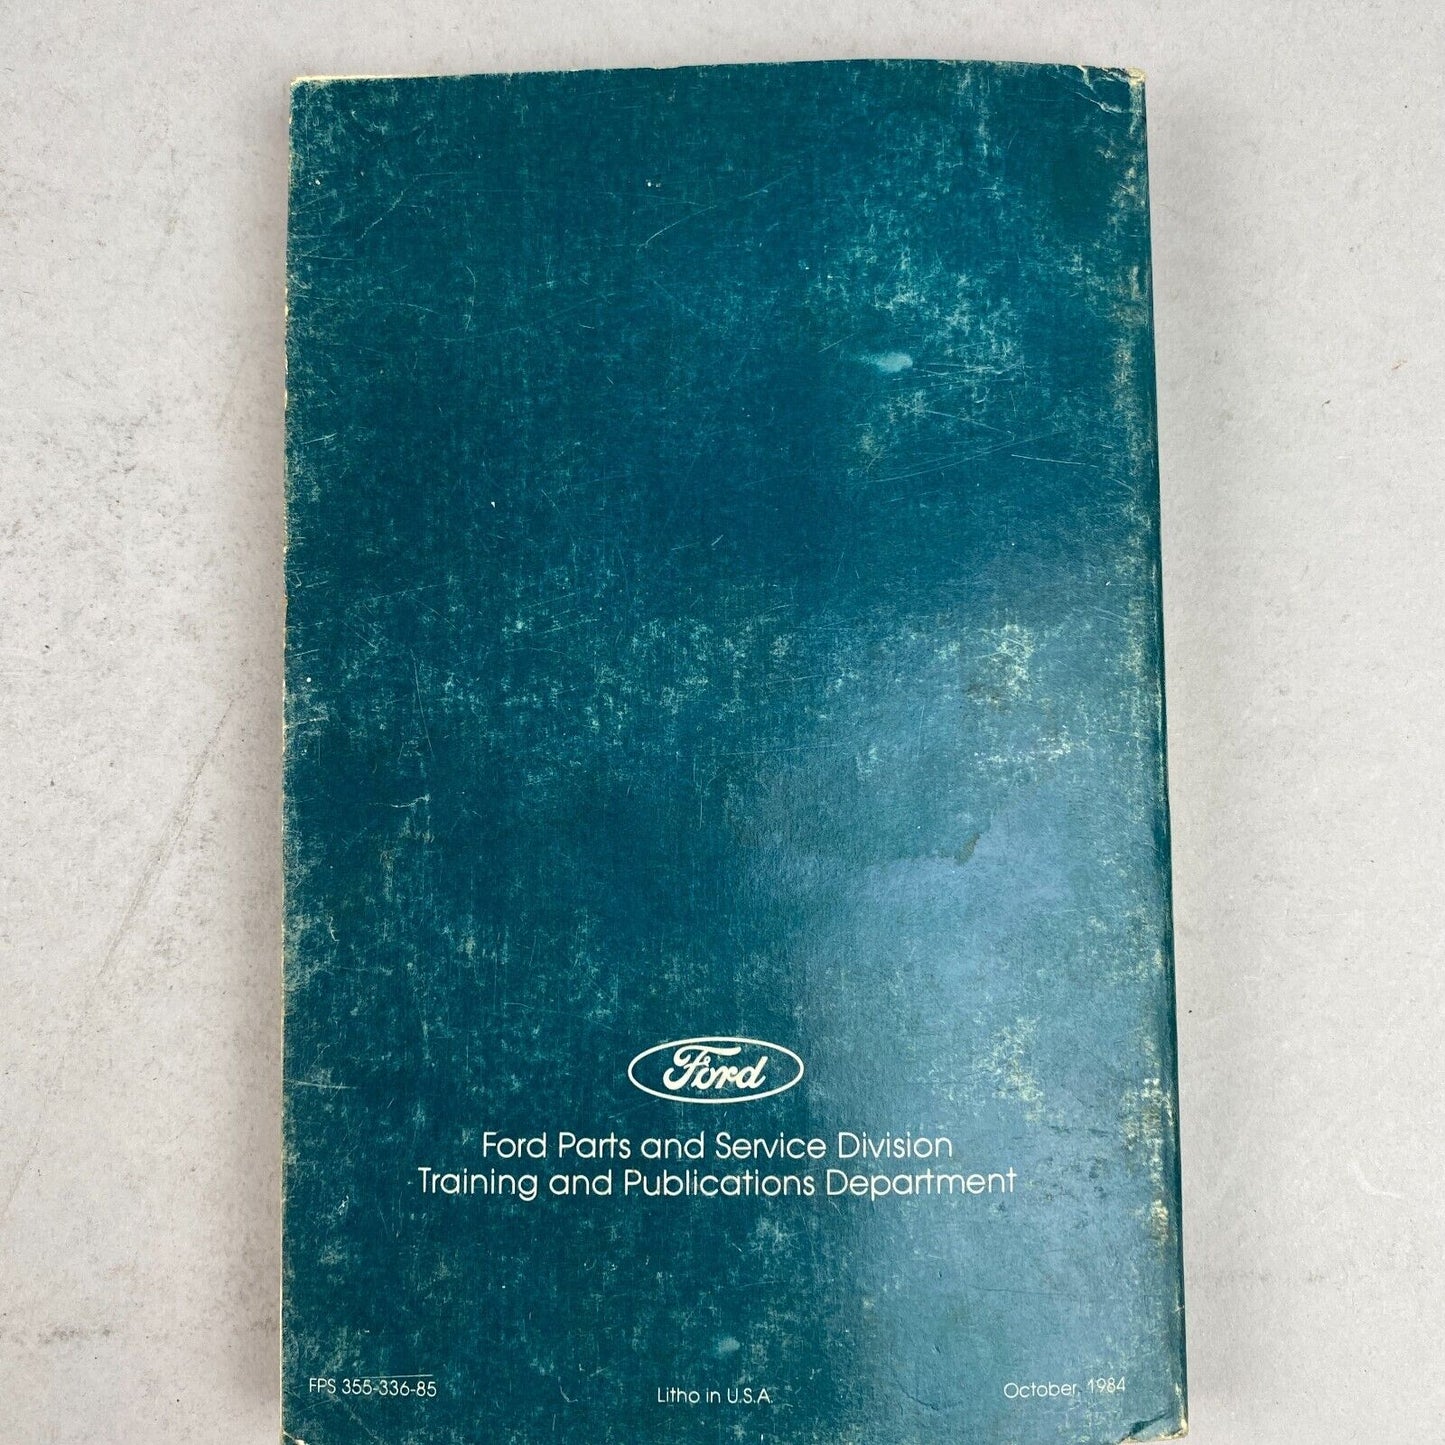 Ford
Ford Parts and Service Division
Training and Publications Department
FPS 355-336-85
Litho in U.S.A.
October, 1984